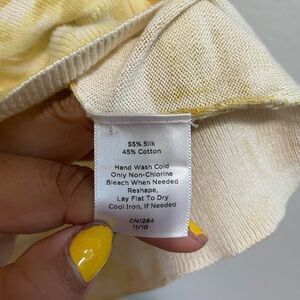 55% Silk
45% Cotton
Hand Wash Cold
Only Non-Chlorine
Bleach When Needed
Reshape,
Lay Flat To Dry
Cool Iron, If Needed
CN1284
11/10